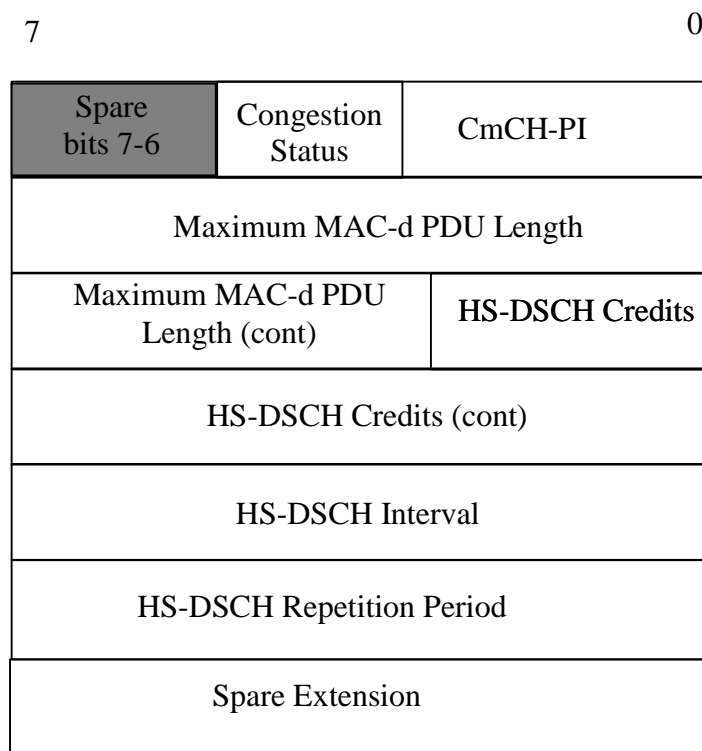 7 0
Spare
bits 7-6
Congestion
Status
CmCH-PI
Maximum MAC-d PDU Length
Maximum MAC-d PDU
Length (cont)
HS-DSCH Credits
HS-DSCH Credits (cont)
HS-DSCH Interval
HS-DSCH Repetition Period
Spare Extension